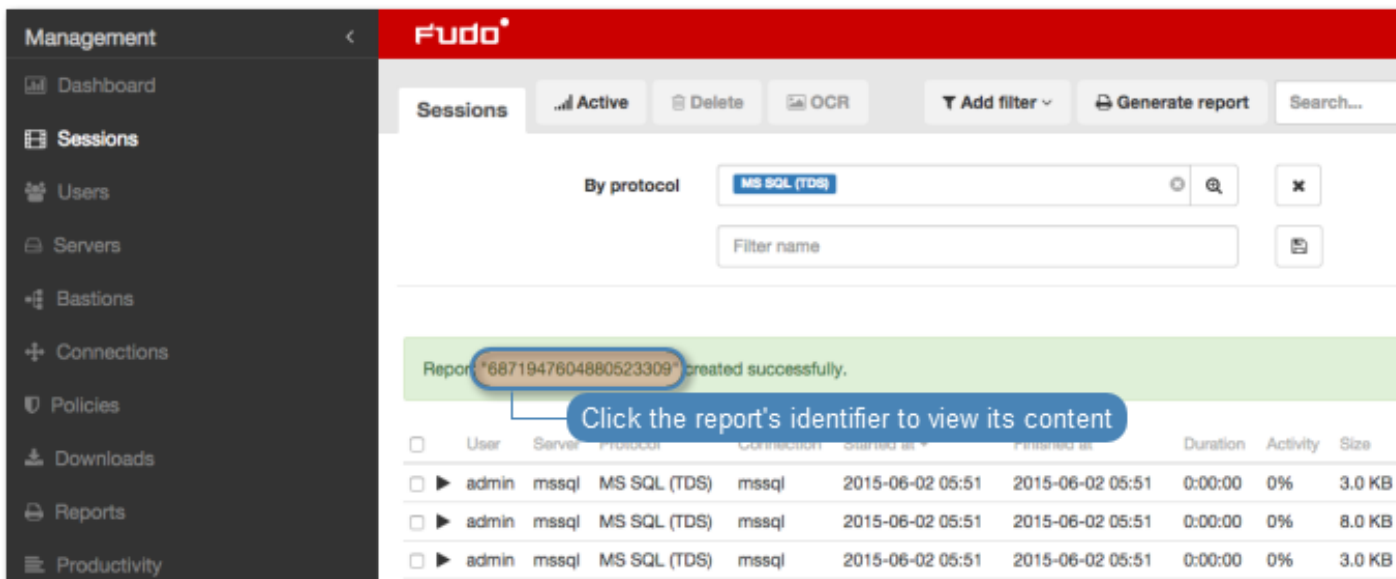 Management
Dashboard
Sessions
Users
Servers
Bastions
Connections
Policies
Downloads
Reports
Productivity
FUDO
Sessions Active Delete OCR Add filter Generate report Search...
By protocol MS SQL (TDS)
Filter name
Report "6871947604880523309" created successfully.
Click the report's identifier to view its content
User Server Protocol Connection Started at Finished at Duration Activity Size
admin mssql MS SQL (TDS) mssql 2015-06-02 05:51 2015-06-02 05:51 0:00:00 0% 3.0 KB
admin mssql MS SQL (TDS) mssql 2015-06-02 05:51 2015-06-02 05:51 0:00:00 0% 8.0 KB
admin mssql MS SQL (TDS) mssql 2015-06-02 05:51 2015-06-02 05:51 0:00:00 0% 3.0 KB